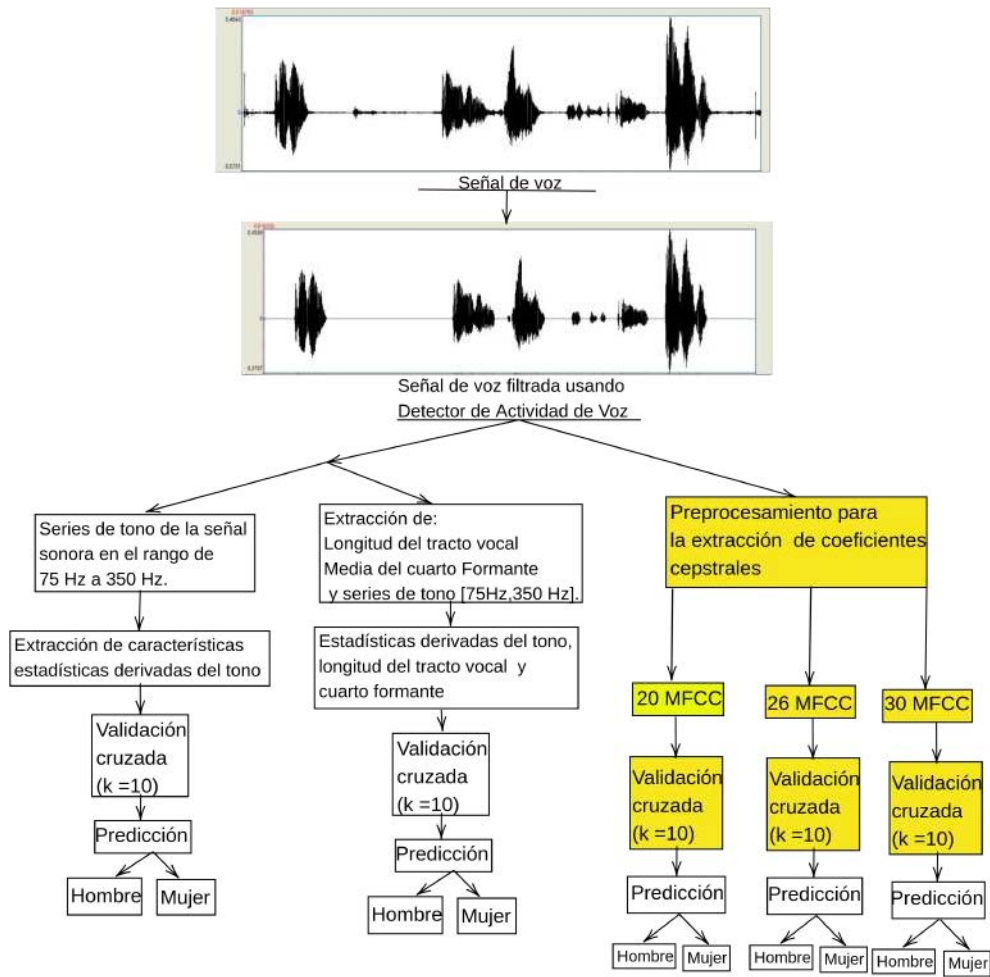 Señal de voz
Señal de voz filtrada usando
Detector de Actividad de Voz
Series de tono de la señal
sonora en el rango de
75 Hz a 350 Hz.
Extracción de características
estadísticas derivadas del tono
Validación
cruzada
(k =10)
Predicción
Hombre
Mujer
Extracción de:
Longitud del tracto vocal
Media del cuarto Formante
y series de tono [75Hz,350 Hz].
Estadísticas derivadas del tono,
longitud del tracto vocal y
cuarto formante
Validación
cruzada
(k =10)
Predicción
Hombre
Mujer
Preprocesamiento para
la extracción de coeficientes
cepstrales
20 MFCC
Validación
cruzada
(k =10)
Predicción
Hombre
Mujer
26 MFCC
Validación
cruzada
(k =10)
Predicción
Hombre
Mujer
30 MFCC
Validación
cruzada
(k =10)
Predicción
Hombre
Mujer